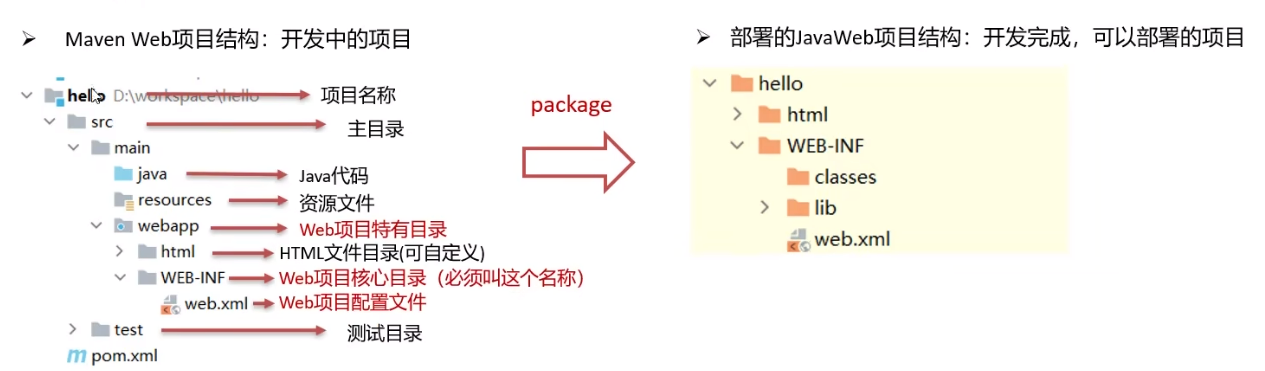 Maven Web项目结构：开发中的项目
hello D:\workspace\hello 项目名称
src 主目录
main
java Java代码
resources 资源文件
webapp Web项目特有目录
html HTML文件目录(可自定义)
WEB-INF Web项目核心目录（必须叫这个名称）
web.xml Web项目配置文件
test 测试目录
pom.xml
package
部署的JavaWeb项目结构：开发完成，可以部署的项目
hello
html
WEB-INF
classes
lib
web.xml